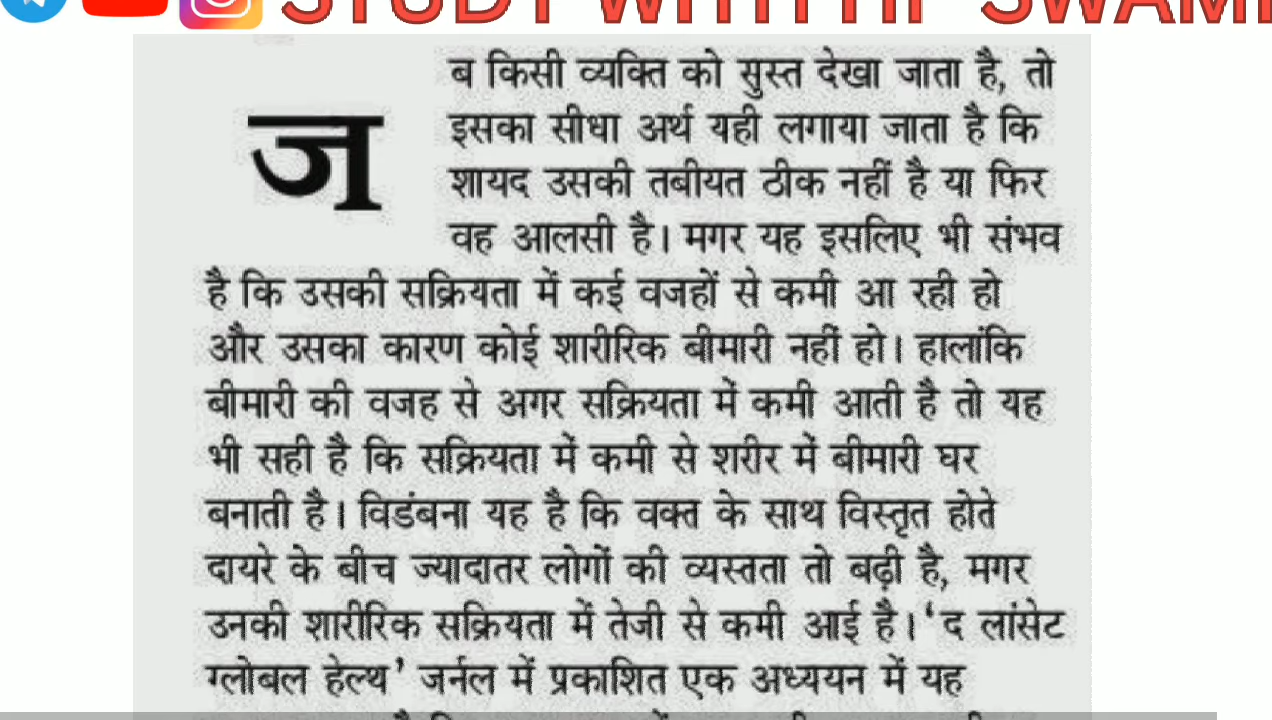 STUDY WITH HP SWAMI
जब किसी व्यक्ति को सुस्त देखा जाता है, तो
इसका सीधा अर्थ यही लगाया जाता है कि
शायद उसकी तबीयत ठीक नहीं है या फिर
वह आलसी है। मगर यह इसलिए भी संभव
है कि उसकी सक्रियता में कई वजहों से कमी आ रही हो
और उसका कारण कोई शारीरिक बीमारी नहीं हो। हालांकि
बीमारी की वजह से अगर सक्रियता में कमी आती है तो यह
भी सही है कि सक्रियता में कमी से शरीर में बीमारी घर
बनाती है। विडंबना यह है कि वक्त के साथ विस्तृत होते
दायरे के बीच ज्यादातर लोगों की व्यस्तता तो बढ़ी है, मगर
उनकी शारीरिक सक्रियता में तेजी से कमी आई है। ‘द लांसेट
ग्लोबल हेल्थ’ जर्नल में प्रकाशित एक अध्ययन में यह